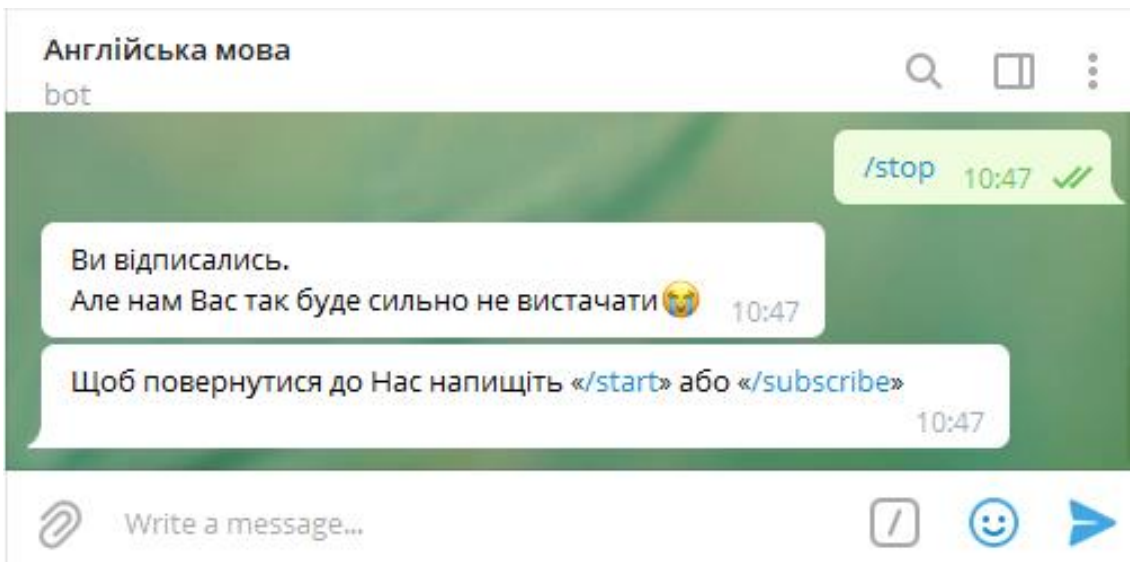 Англійська мова
bot
/stop 10:47
Ви відписались.
Але нам Вас так буде сильно не вистачати😭 10:47
Щоб повернутися до Нас напищіть «/start» або «/subscribe»
10:47
Write a message...